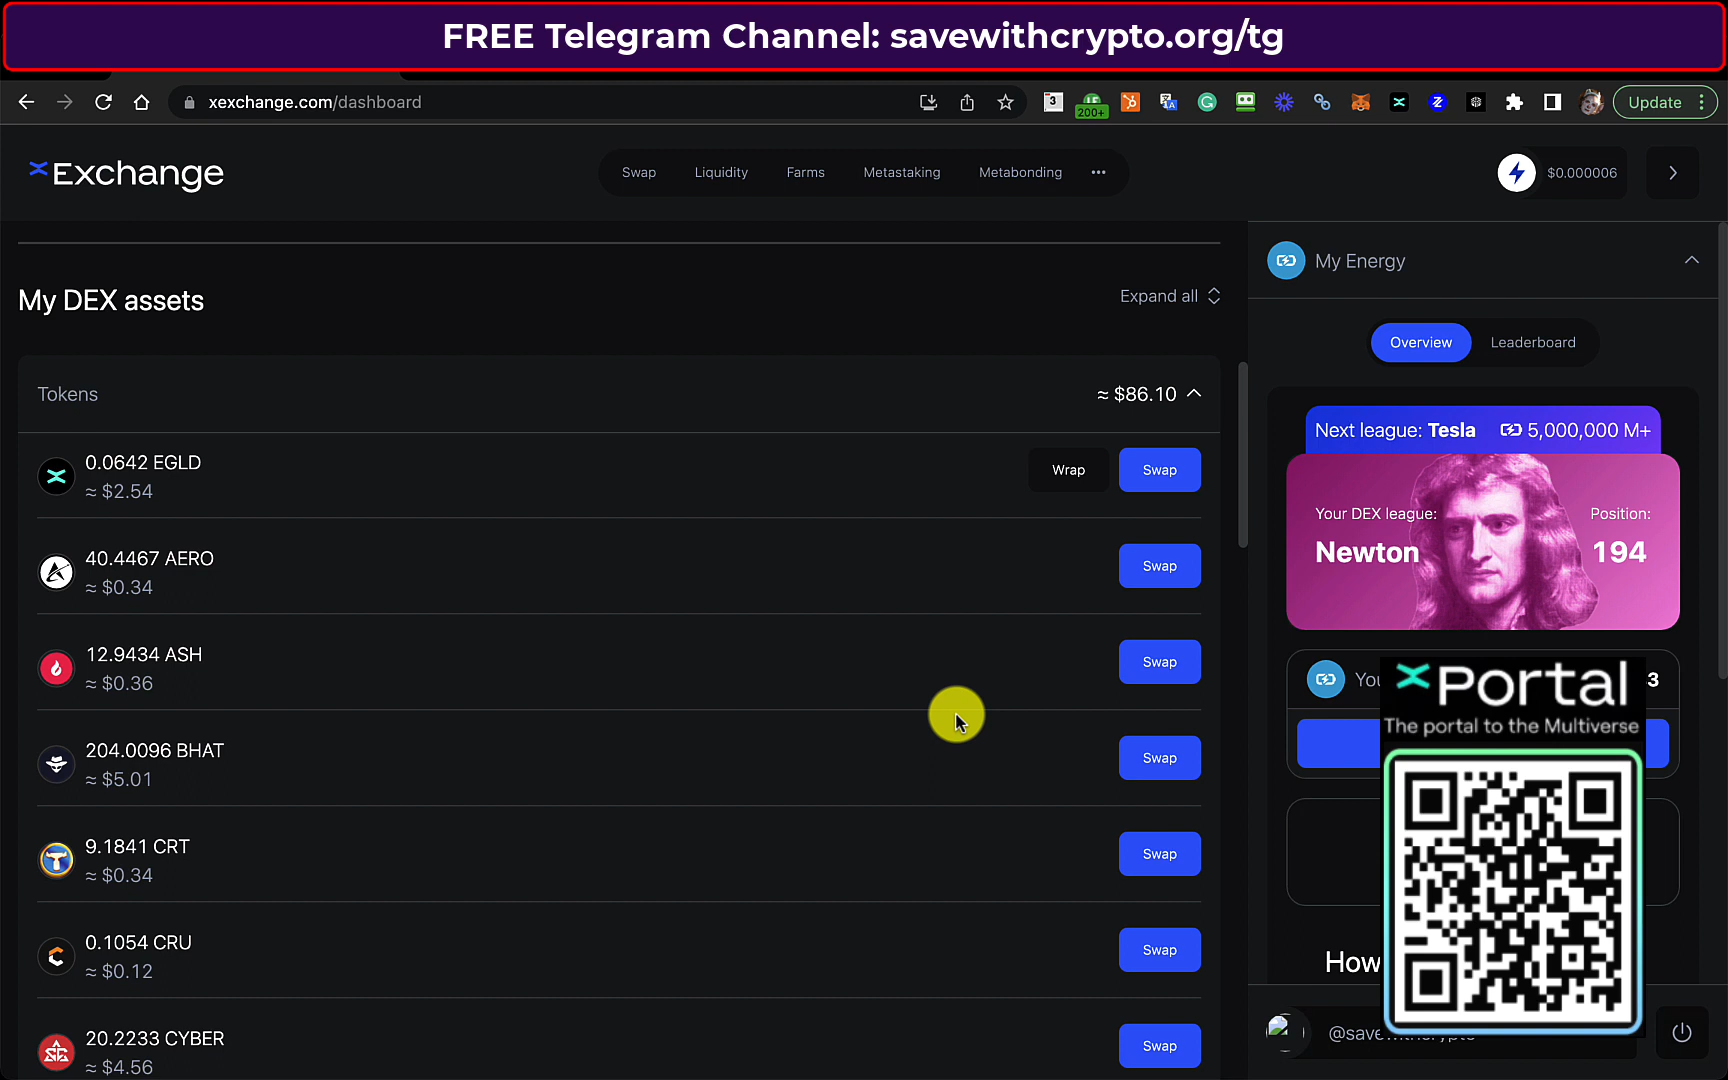 FREE Telegram Channel: savewithcrypto.org/tg
xexchange.com/dashboard
3
200+
Update
Exchange
Swap
Liquidity
Farms
Metastaking
Metabonding
$0.000006
My DEX assets
Expand all
Tokens
≈ $86.10
0.0642 EGLD
≈ $2.54
Wrap
Swap
40.4467 AERO
≈ $0.34
Swap
12.9434 ASH
≈ $0.36
Swap
204.0096 BHAT
≈ $5.01
Swap
9.1841 CRT
≈ $0.34
Swap
0.1054 CRU
≈ $0.12
Swap
20.2233 CYBER
≈ $4.56
Swap
My Energy
Overview
Leaderboard
Next league: Tesla
5,000,000 M+
Your DEX league:
Position:
Newton
194
3
Portal
The portal to the Multiverse
How